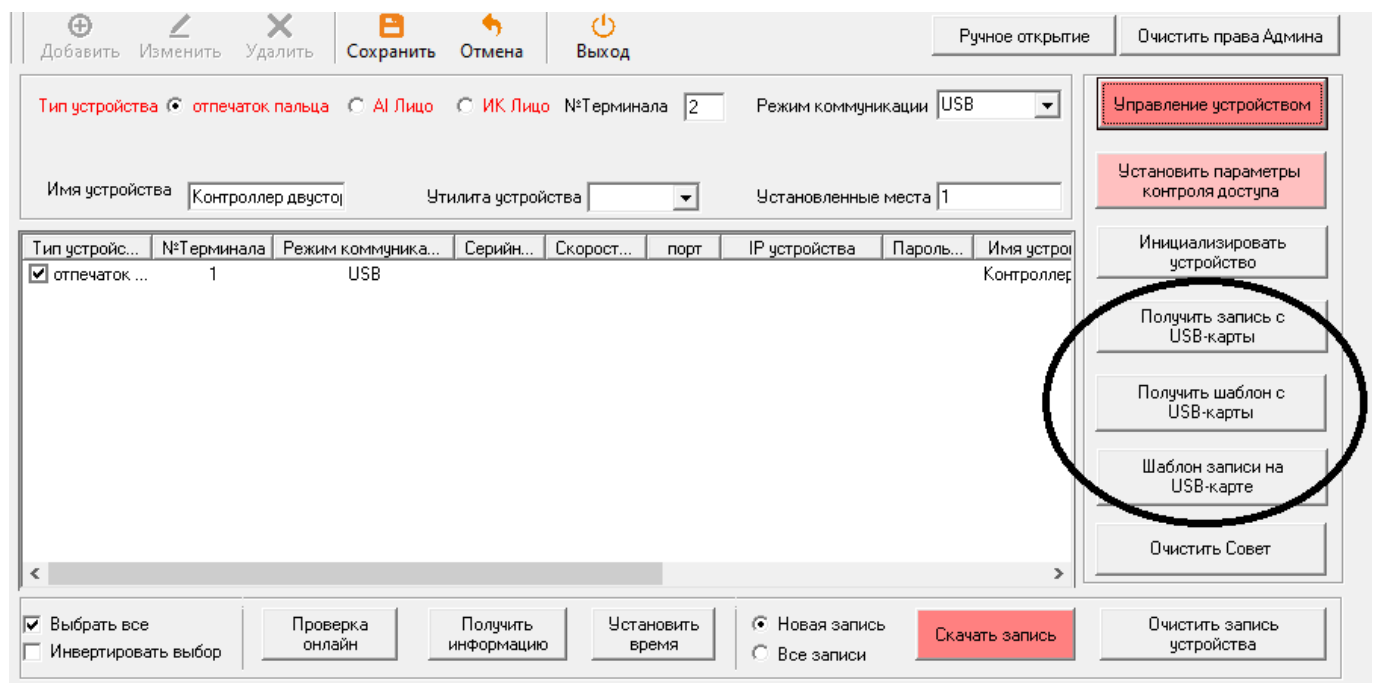 Добавить Изменить Удалить Сохранить Отмена Выход Ручное открытие Очистить права Админа
Тип устройства отпечаток пальца AI Лицо ИК Лицо №Терминала 2 Режим коммуникации USB
Управление устройством
Имя устройства Контроллер двустор Утилита устройства Установленные места 1
Установить параметры
контроля доступа
Тип устройс... №Терминала Режим коммуника... Серийн... Скорост... порт IP устройства Пароль... Имя устрой
отпечаток ... 1 USB Контроллер
Инициализировать
устройство
Получить запись с
USB-карты
Получить шаблон с
USB-карты
Шаблон записи на
USB-карте
Очистить Совет
Выбрать все
Инвертировать выбор
Проверка
онлайн
Получить
информацию
Установить
время
Новая запись
Все записи
Скачать запись
Очистить запись
устройства